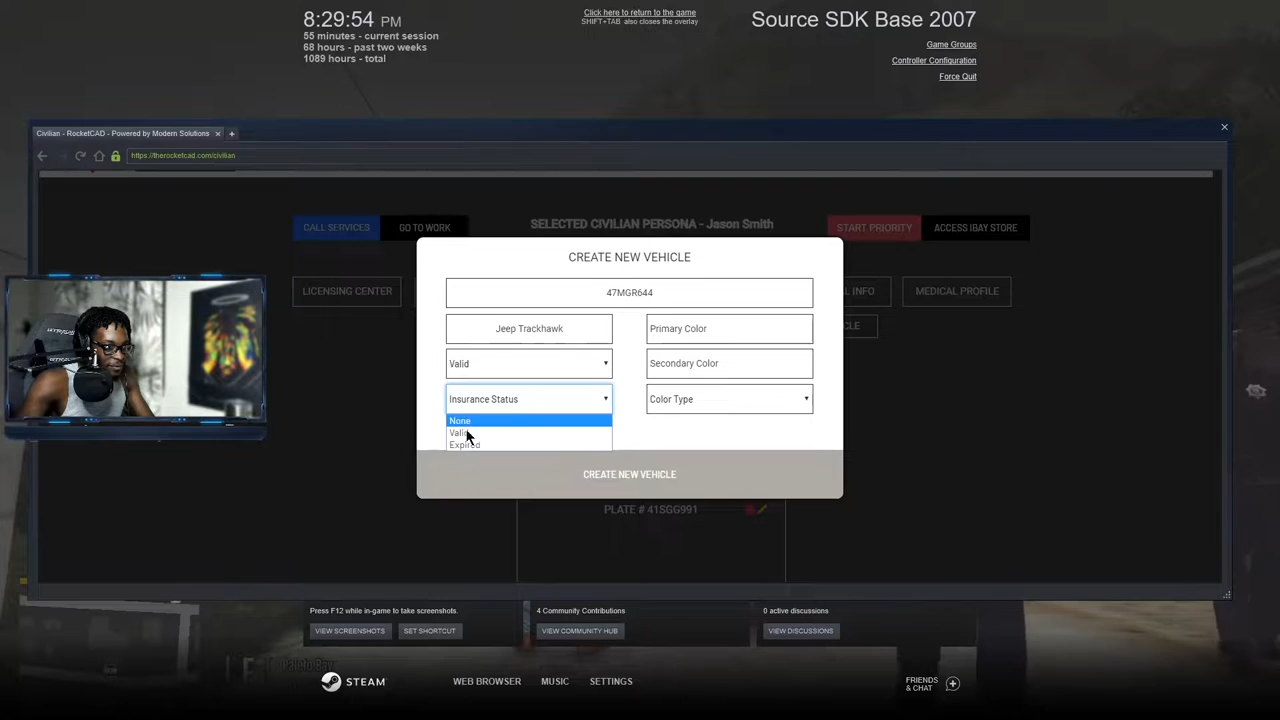 8:29:54 PM
55 minutes - current session
68 hours - past two weeks
1089 hours - total
Click here to return to the game
SHIFT+TAB also closes the overlay
Source SDK Base 2007
Game Groups
Controller Configuration
Force Quit
Civilian - RocketCAD - Powered by Modern Solutions
https://therocketcad.com/civilian
CALL SERVICES
GO TO WORK
SELECTED CIVILIAN PERSONA - Jason Smith
START PRIORITY
ACCESS IBAY STORE
LICENSING CENTER
INFO
MEDICAL PROFILE
CREATE NEW VEHICLE
47MGR644
Jeep Trackhawk
Primary Color
Valid
Secondary Color
Insurance Status
Color Type
None
Valid
Expired
CREATE NEW VEHICLE
PLATE # 41SGG991
Press F12 while in-game to take screenshots.
4 Community Contributions
0 active discussions
VIEW SCREENSHOTS
SET SHORTCUT
VIEW COMMUNITY HUB
VIEW DISCUSSIONS
STEAM
WEB BROWSER
MUSIC
SETTINGS
FRIENDS
& CHAT